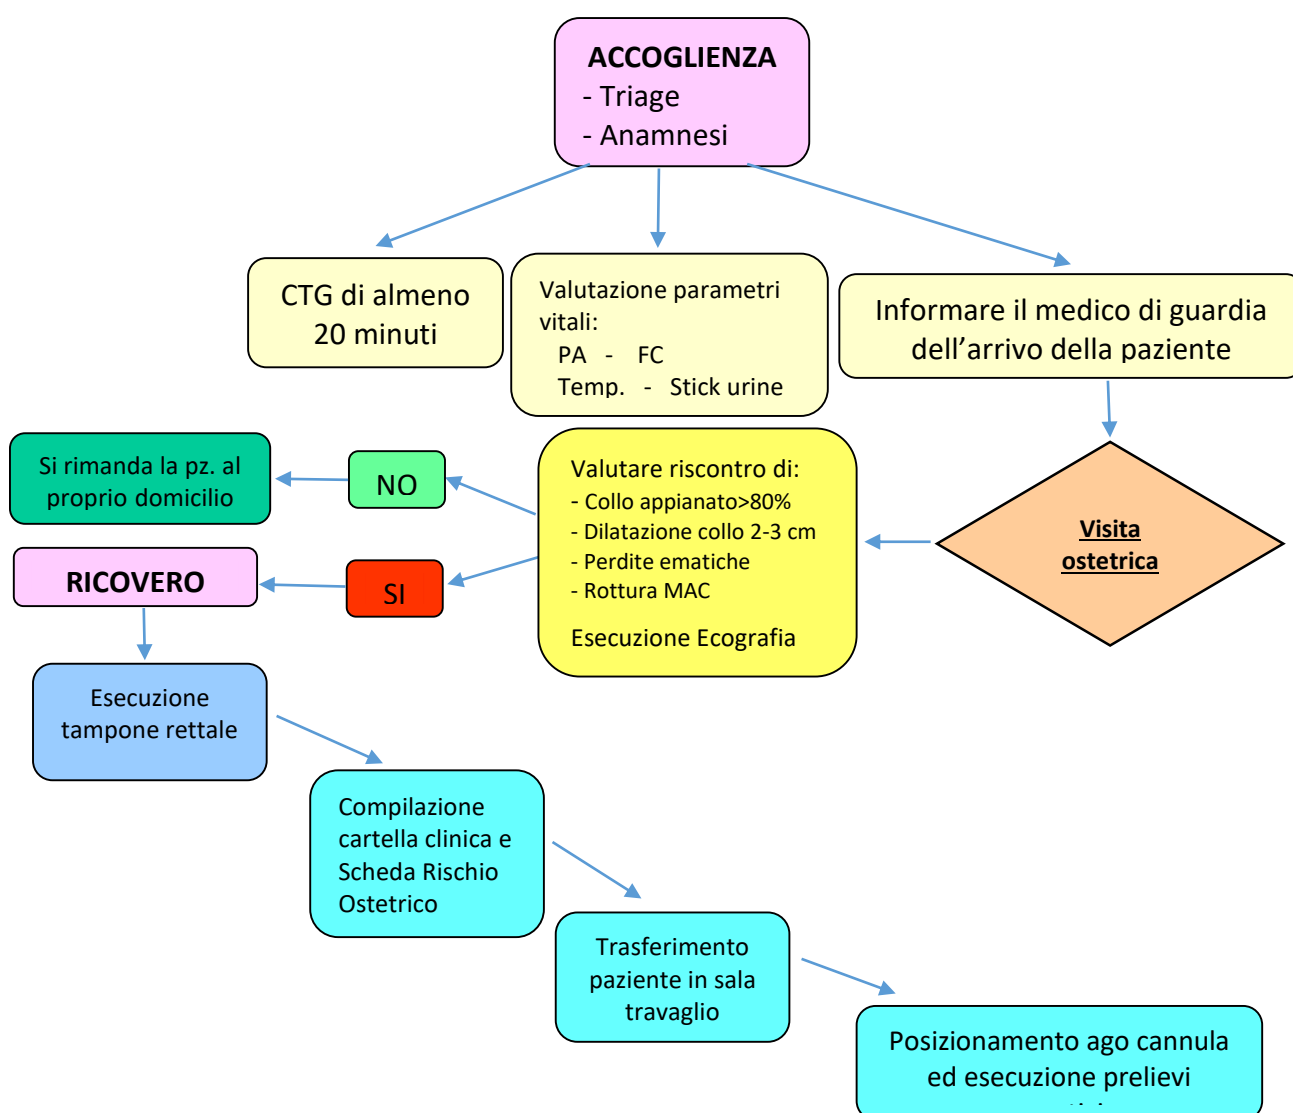 ACCOGLIENZA
- Triage
- Anamnesi
CTG di almeno
20 minuti
Valutazione parametri
vitali:
PA - FC
Temp. - Stick urine
Informare il medico di guardia
dell’arrivo della paziente
Si rimanda la pz. al
proprio domicilio
NO
Valutare riscontro di:
- Collo appianato>80%
- Dilatazione collo 2-3 cm
- Perdite ematiche
- Rottura MAC
Esecuzione Ecografia
Visita
ostetrica
RICOVERO
SI
Esecuzione
tampone rettale
Compilazione
cartella clinica e
Scheda Rischio
Ostetrico
Trasferimento
paziente in sala
travaglio
Posizionamento ago cannula
ed esecuzione prelievi